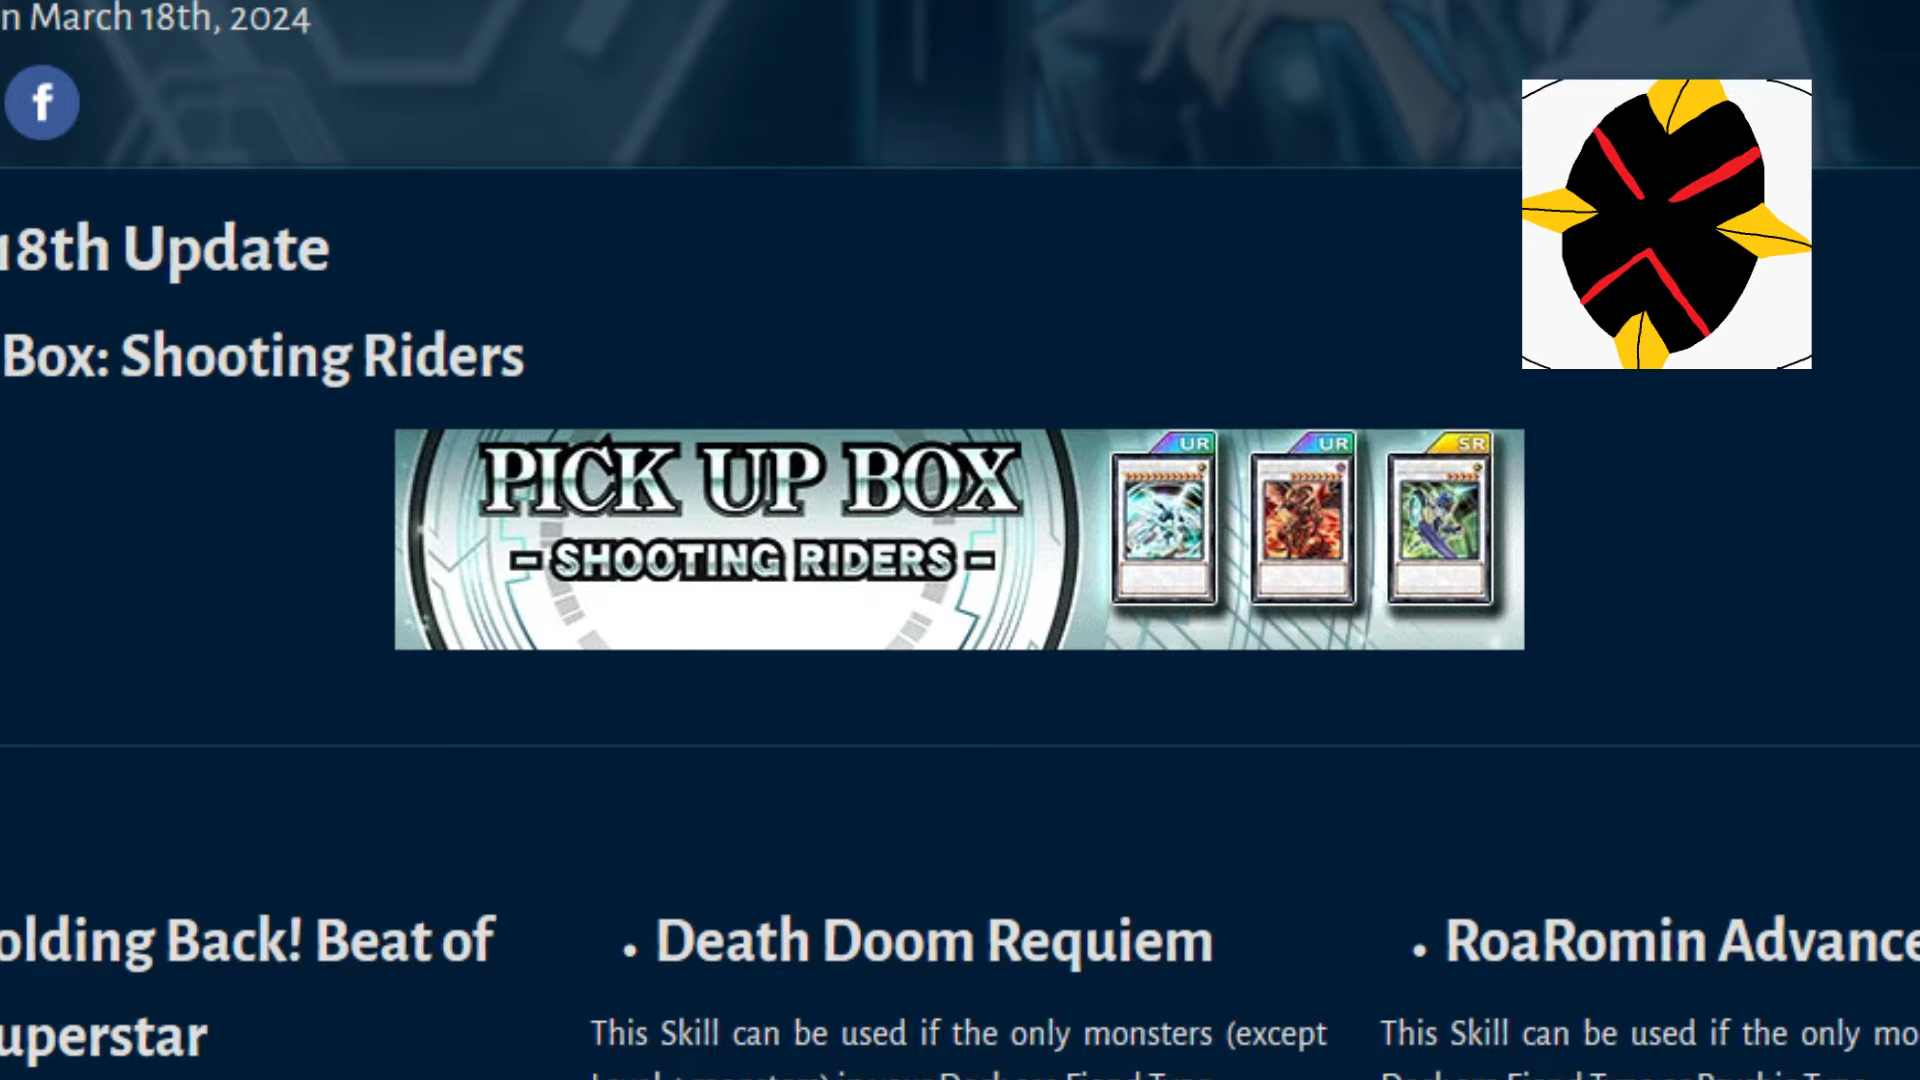 n March 18th, 2024
f
18th Update
Box: Shooting Riders
PICK UP BOX
- SHOOTING RIDERS -
UR
UR
SR
olding Back! Beat of
uperstar
• Death Doom Requiem
This Skill can be used if the only monsters (except
• RoaRomin Advance
This Skill can be used if the only mo